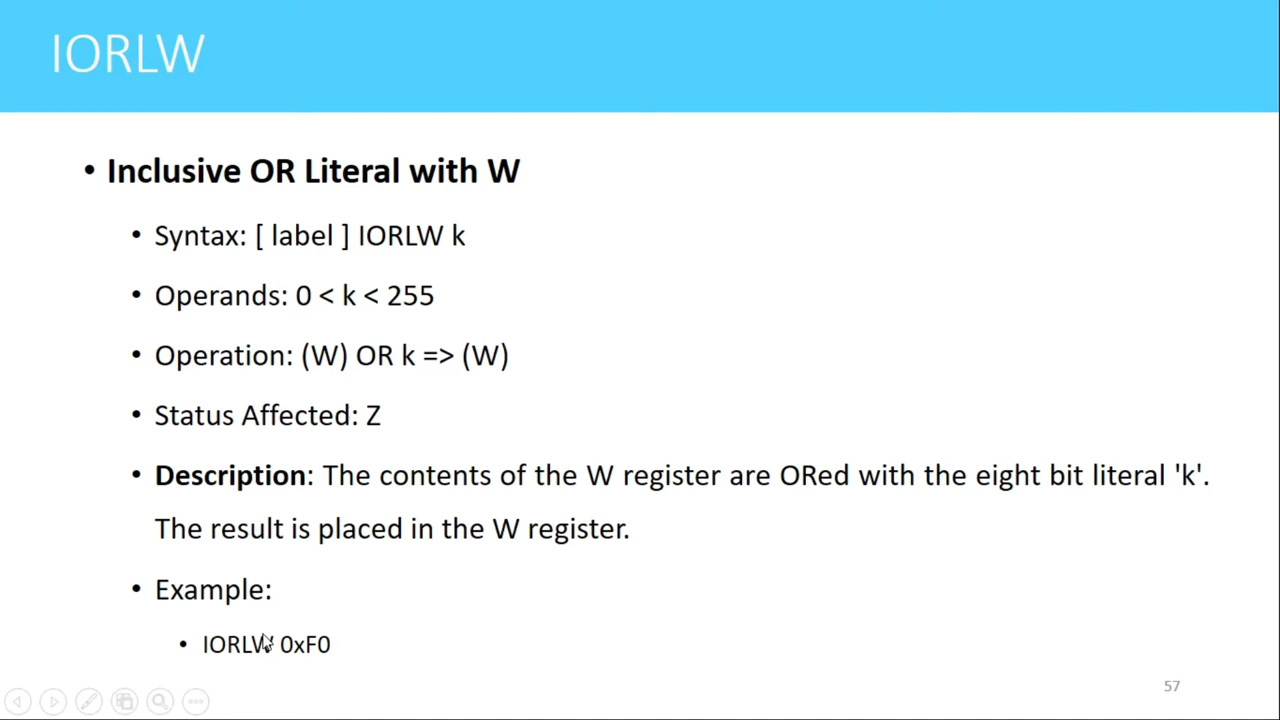 IORLW
• Inclusive OR Literal with W
• Syntax: [ label ] IORLW k
• Operands: 0 < k < 255
• Operation: (W) OR k => (W)
• Status Affected: Z
• Description: The contents of the W register are ORed with the eight bit literal 'k'.
The result is placed in the W register.
• Example:
• IORLW 0xF0
57